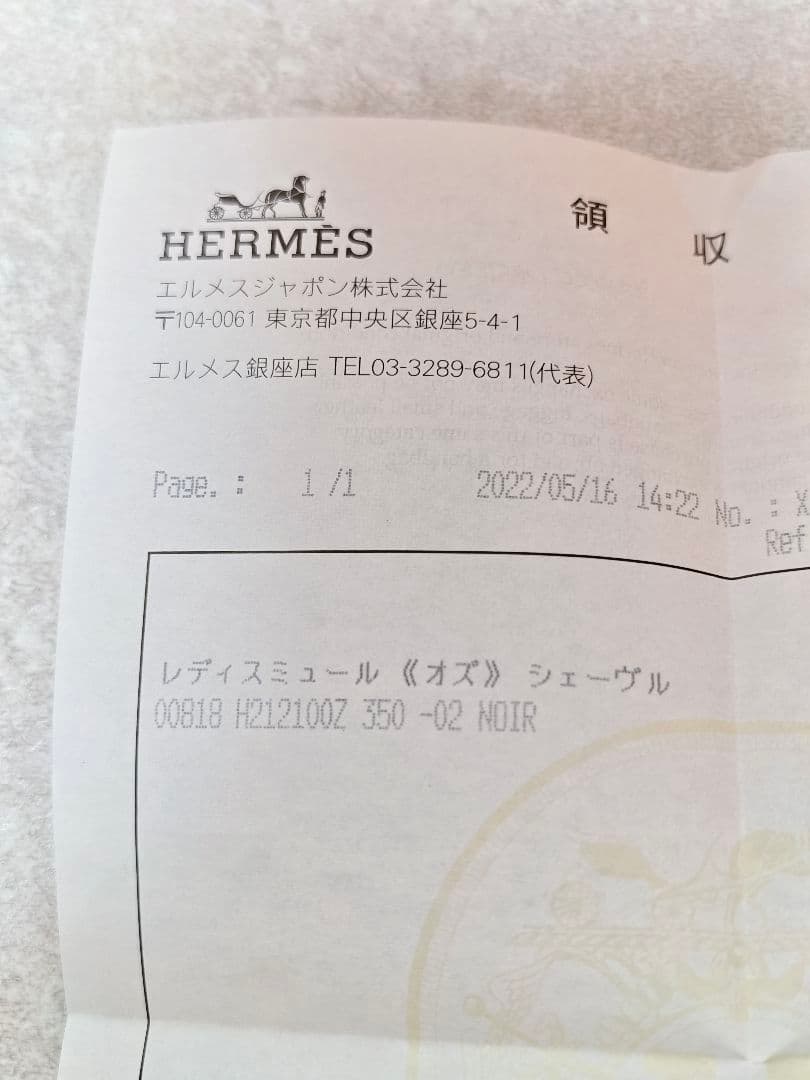 HERMÈS
領収
エルメスジャポン株式会社
〒104-0061 東京都中央区銀座5-4-1
エルメス銀座店 TEL03-3289-6811(代表)
Page. : 1 /1 2022/05/16 14:22 No. : X
Ref
レディスミュール 《オズ》 シェーヴル
00818 H212100Z 350 -02 NOIR